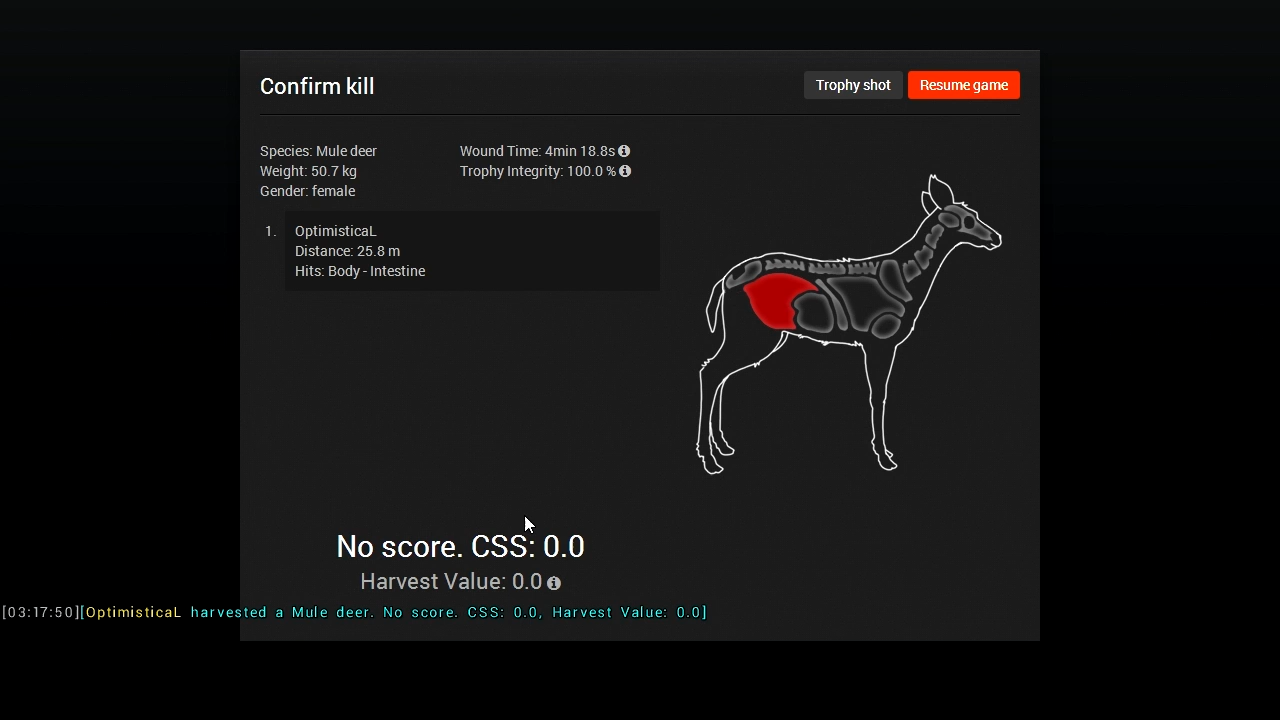 Confirm kill
Trophy shot
Resume game
Species: Mule deer
Weight: 50.7 kg
Gender: female
Wound Time: 4min 18.8s
Trophy Integrity: 100.0 %
1.
OptimisticaL
Distance: 25.8 m
Hits: Body - Intestine
No score. CSS: 0.0
Harvest Value: 0.0
[03:17:50][OptimisticaL harvested a Mule deer. No score. CSS: 0.0, Harvest Value: 0.0]